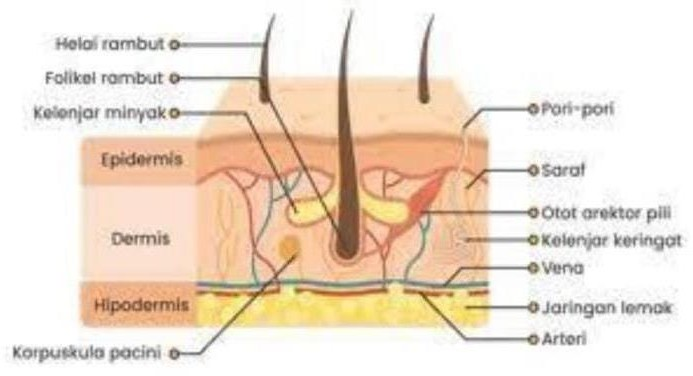 Helai rambut
Folikel rambut
Kelenjar minyak
Epidermis
Dermis
Hipodermis
Korpuskula pacini
Pori-pori
Saraf
Otot arektor pili
Kelenjar keringat
Vena
Jaringan lemak
Arteri